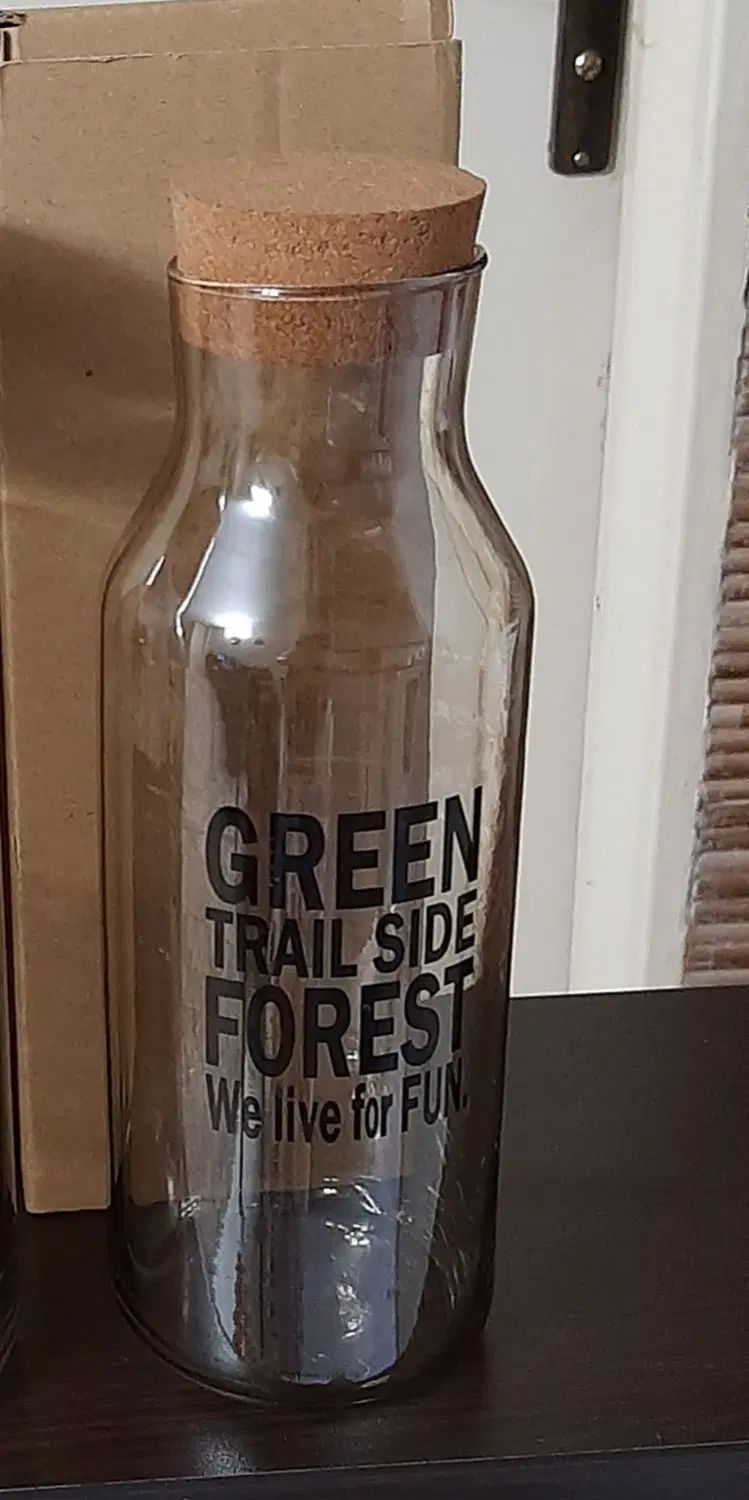 GREEN
TRAIL SIDE
FOREST
We live for FUN.